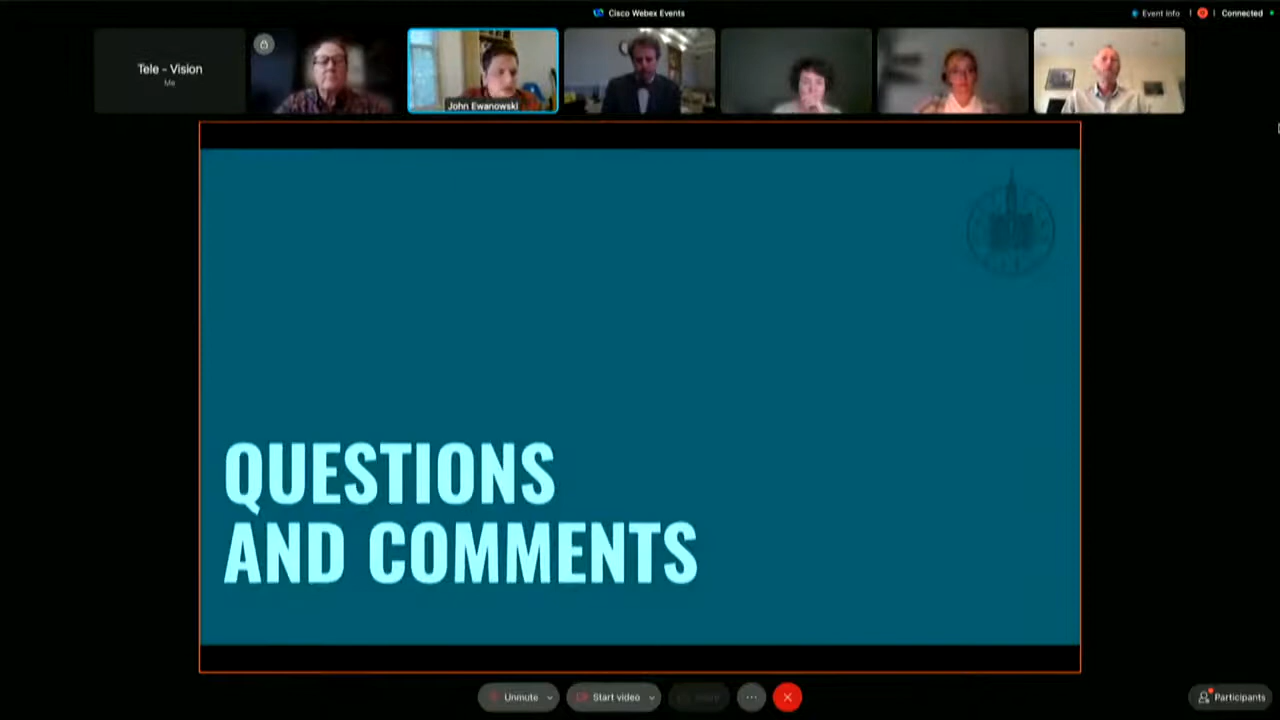 Cisco Webex Events
Event Info
Connected
Tele - Vision
Me
John Ewanowski
QUESTIONS
AND COMMENTS
Unmute
Start video
Participants